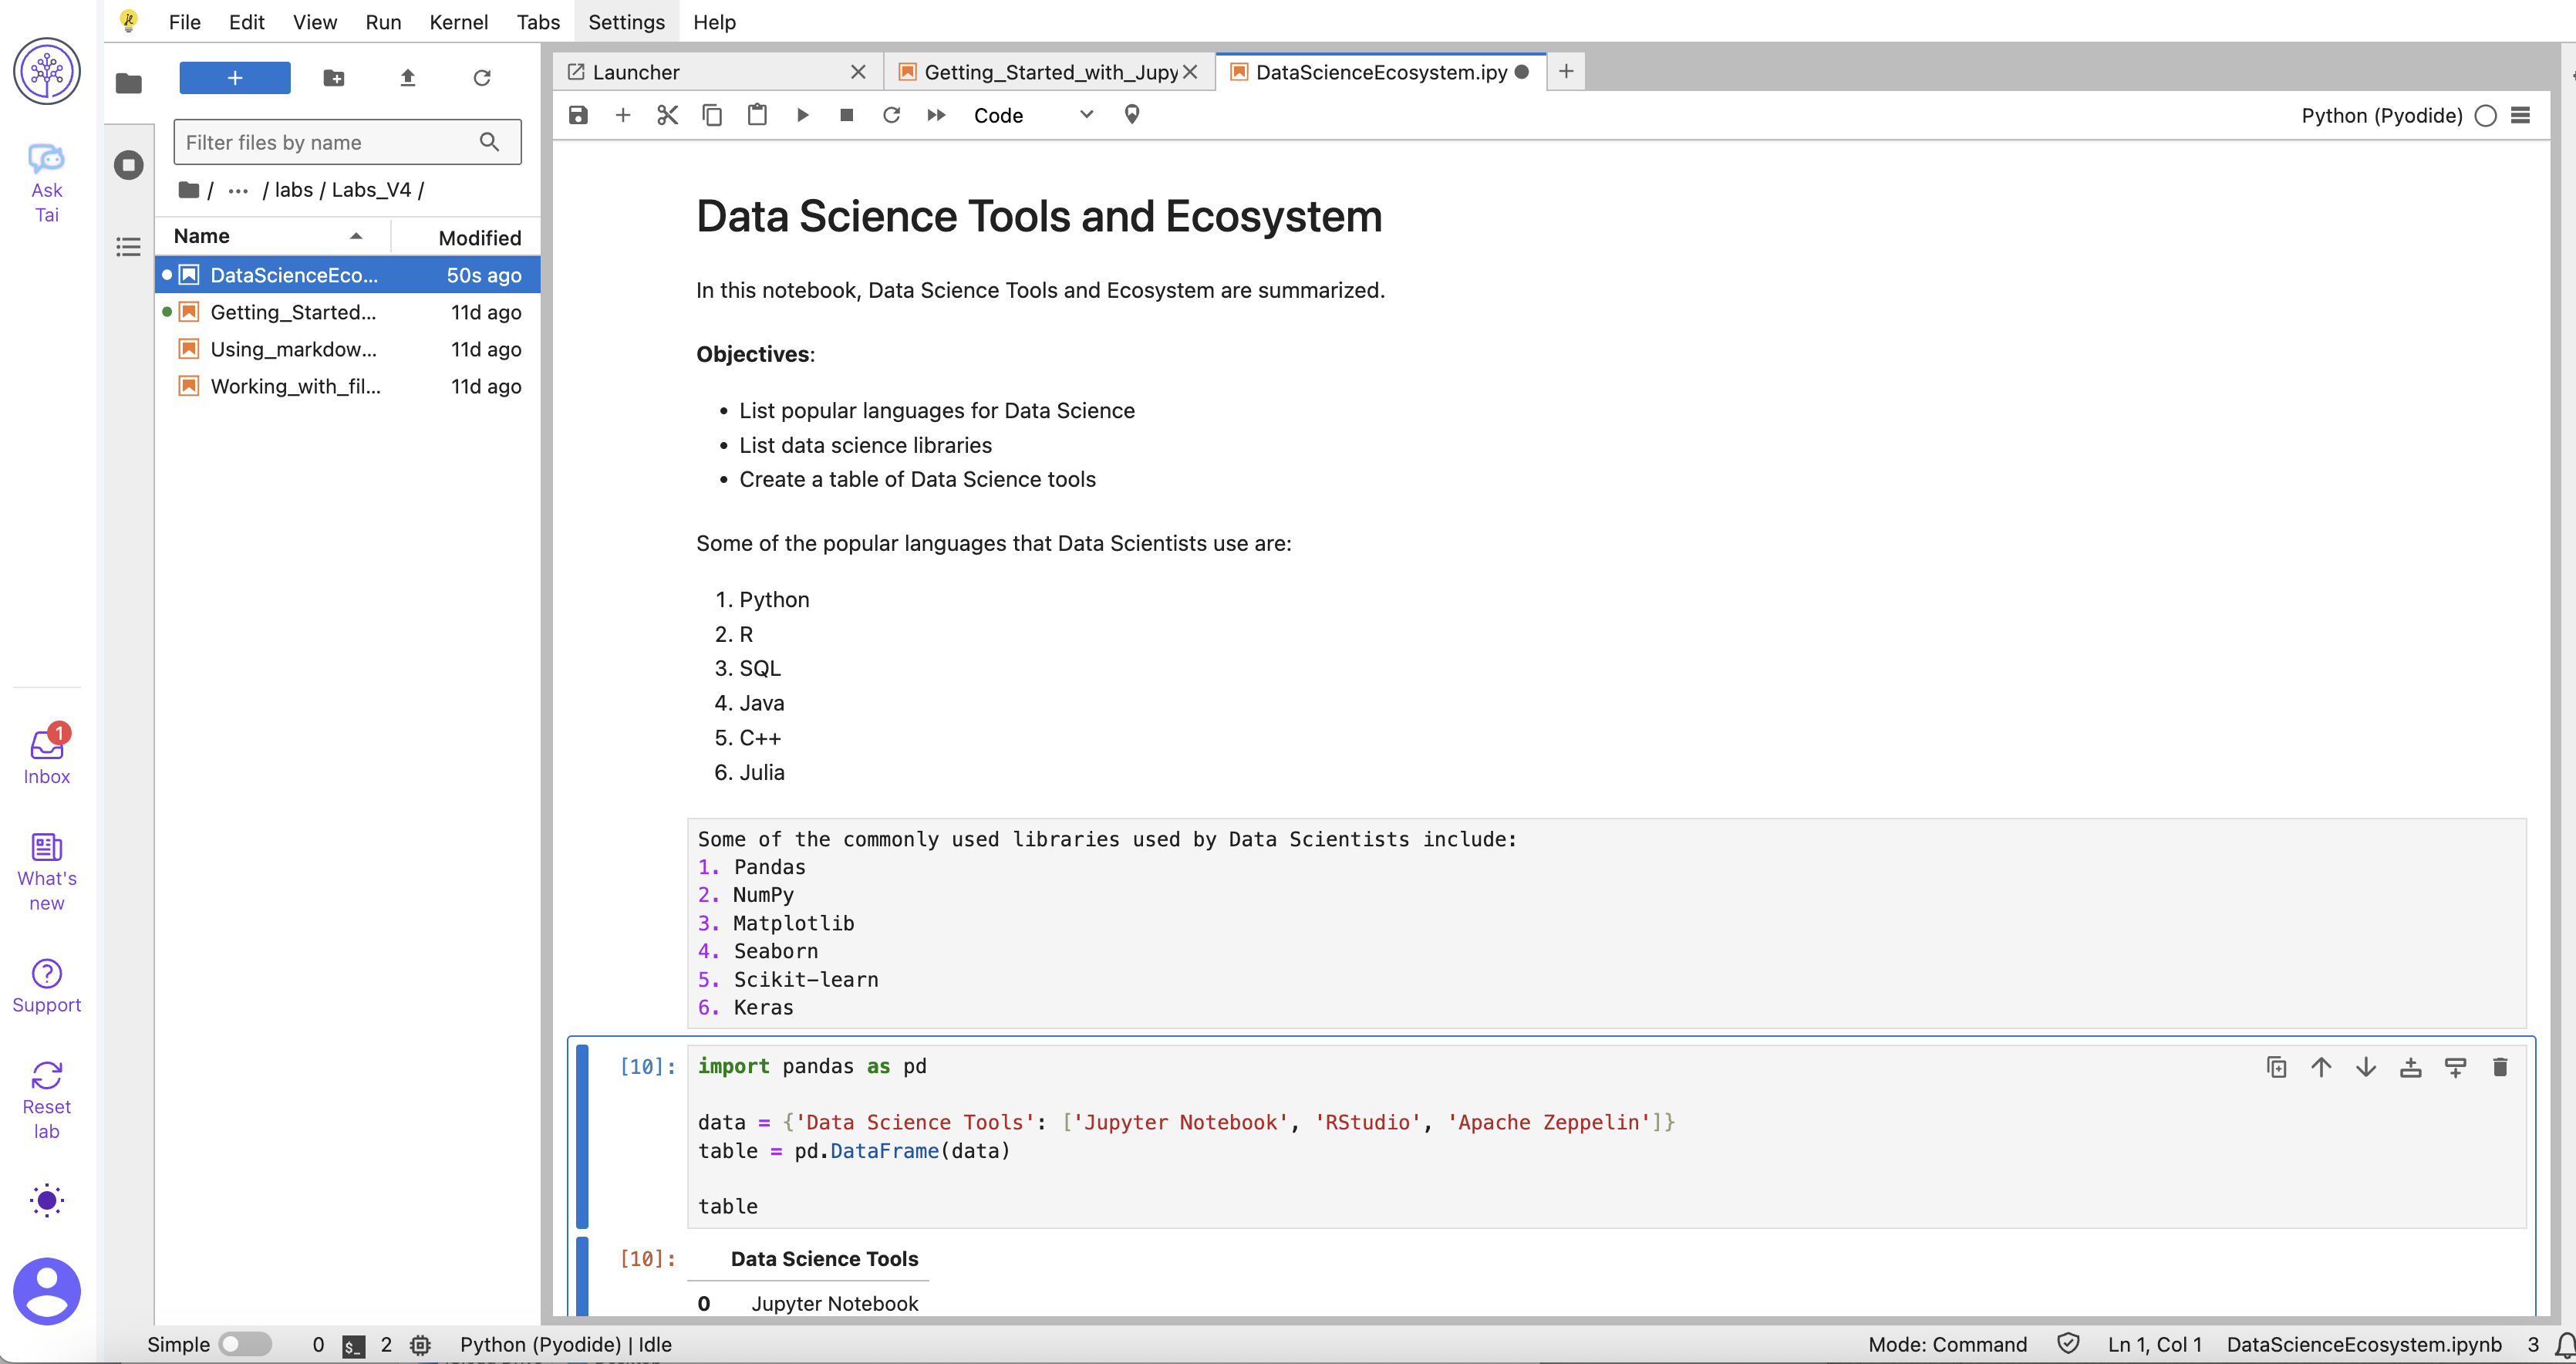 File Edit View Run Kernel Tabs Settings Help
Ask
Tai
Inbox
1
What's
new
Support
Reset
lab
+
Filter files by name
/ ... / labs / Labs_V4 /
Name Modified
DataScienceEco... 50s ago
Getting_Started... 11d ago
Using_markdow... 11d ago
Working_with_fil... 11d ago
Launcher
Getting_Started_with_Jupy
DataScienceEcosystem.ipy
Code
Python (Pyodide)
Data Science Tools and Ecosystem
In this notebook, Data Science Tools and Ecosystem are summarized.
Objectives:
• List popular languages for Data Science
• List data science libraries
• Create a table of Data Science tools
Some of the popular languages that Data Scientists use are:
1. Python
2. R
3. SQL
4. Java
5. C++
6. Julia
Some of the commonly used libraries used by Data Scientists include:
1. Pandas
2. NumPy
3. Matplotlib
4. Seaborn
5. Scikit-learn
6. Keras
[10]: import pandas as pd
data = {'Data Science Tools': ['Jupyter Notebook', 'RStudio', 'Apache Zeppelin']}
table = pd.DataFrame(data)
table
[10]: Data Science Tools
0 Jupyter Notebook
Simple 0 $_ 2 Python (Pyodide) | Idle Mode: Command Ln 1, Col 1 DataScienceEcosystem.ipynb 3